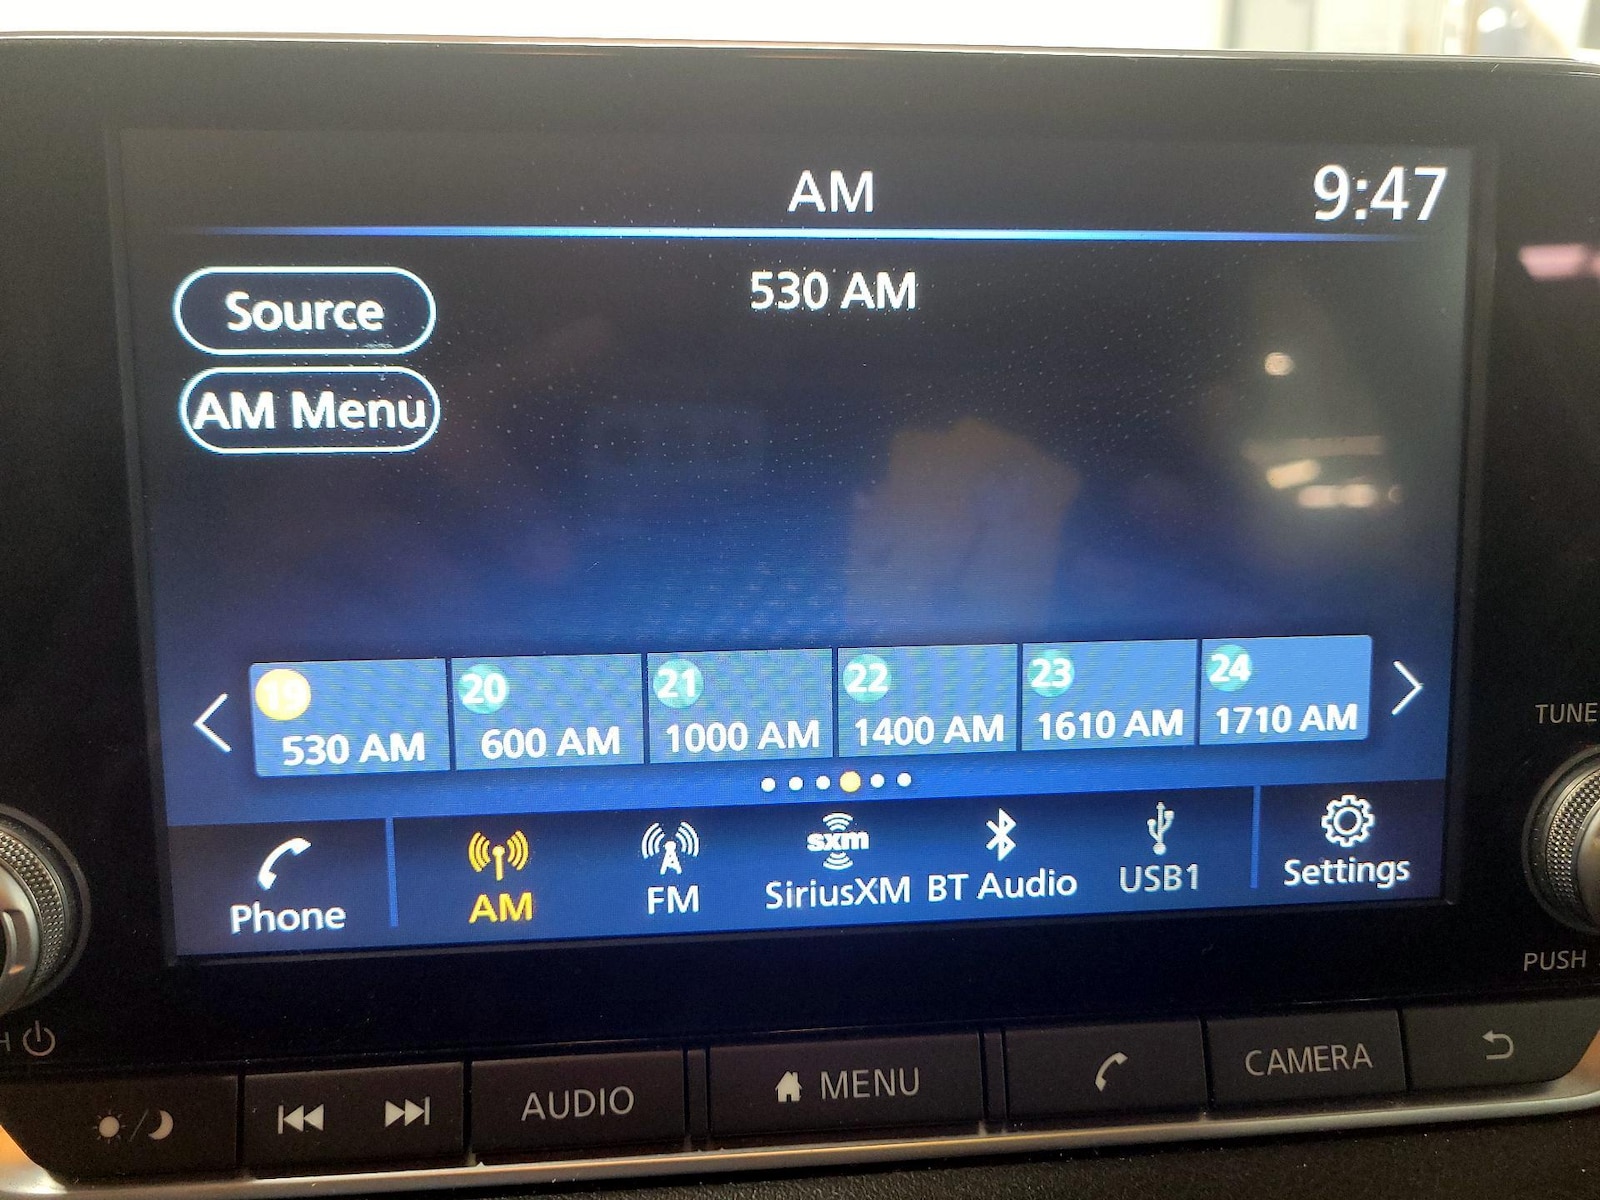 AM
9:47
Source
530 AM
AM Menu
19
20
21
22
23
24
530 AM
600 AM
1000 AM
1400 AM
1610 AM
1710 AM
Phone
AM
FM
sxm
SiriusXM
BT Audio
USB1
Settings
TUNE
PUSH
H
AUDIO
MENU
CAMERA